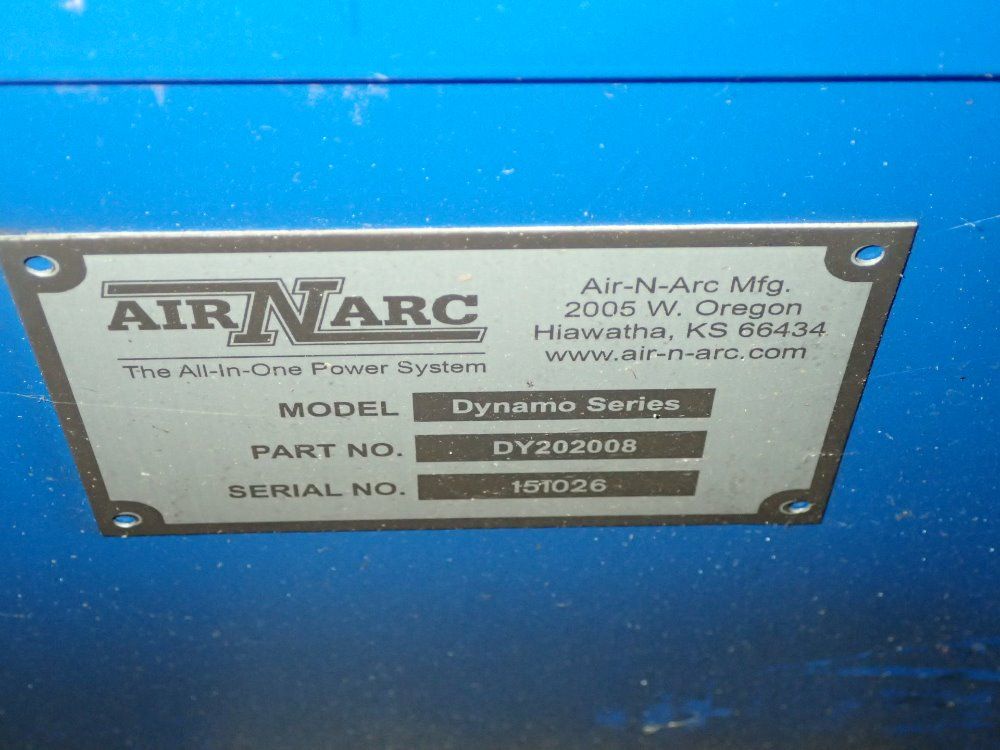 AIR N ARC
The All-In-One Power System
Air-N-Arc Mfg.
2005 W. Oregon
Hiawatha, KS 66434
www.air-n-arc.com
MODEL Dynamo Series
PART NO. DY202008
SERIAL NO. 151026